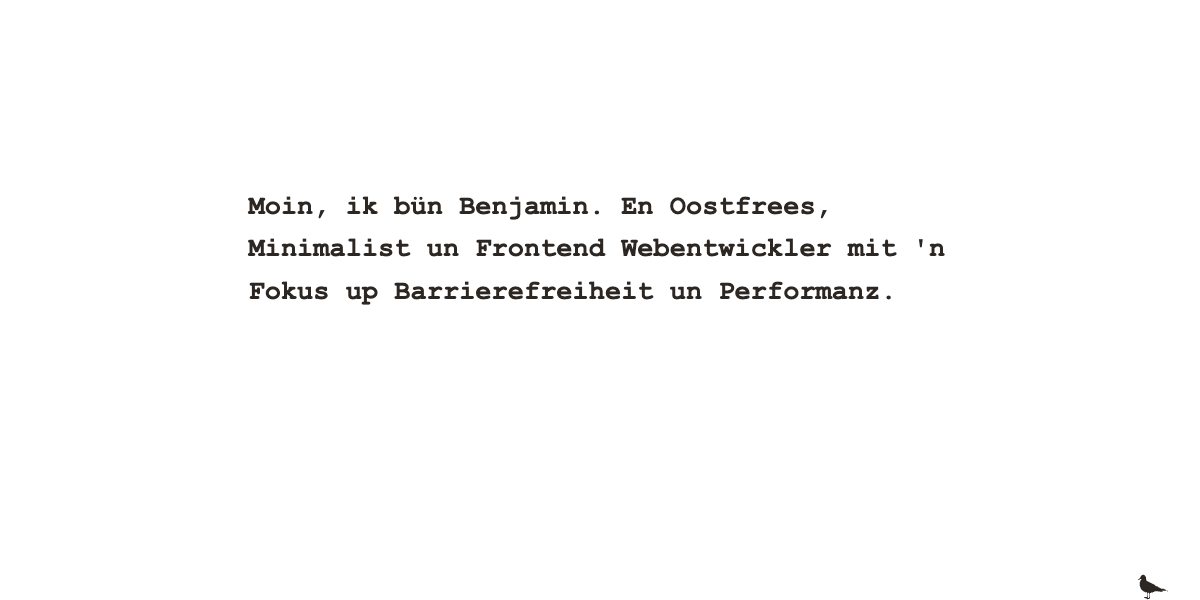 Moin, ik bün Benjamin. En Oostfrees,
Minimalist un Frontend Webentwickler mit 'n
Fokus up Barrierefreiheit un Performanz.